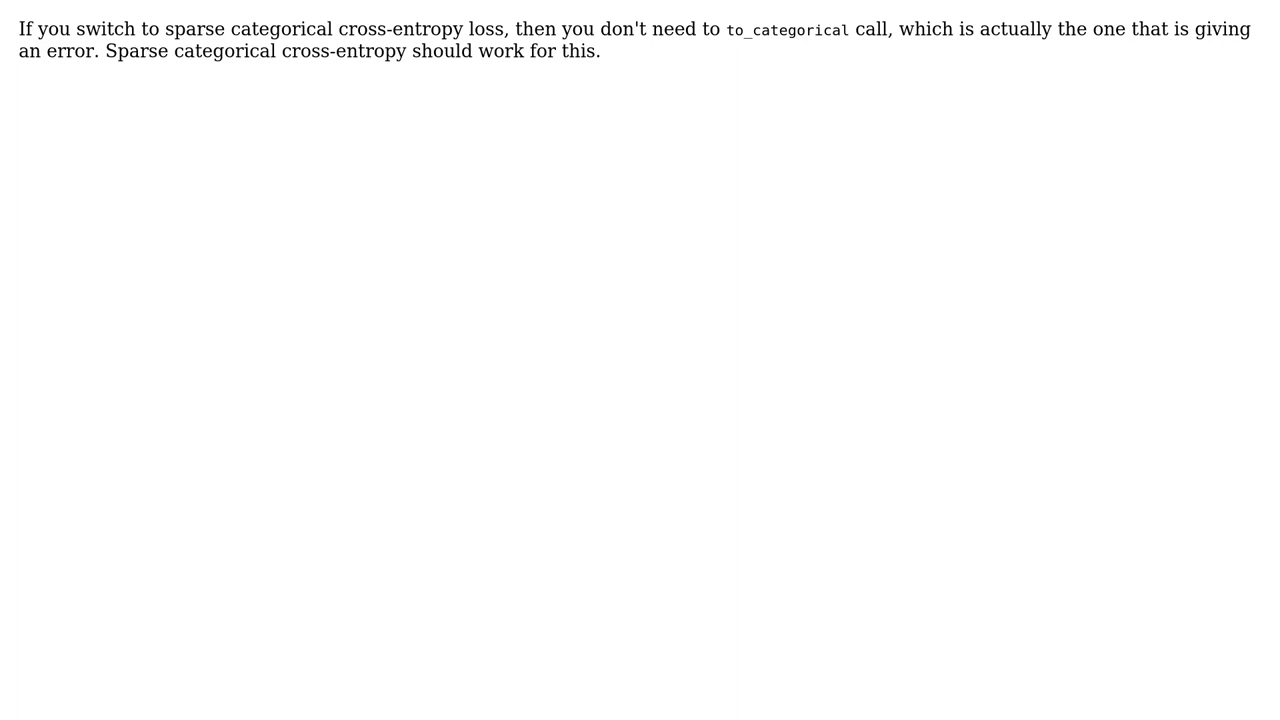 If you switch to sparse categorical cross-entropy loss, then you don't need to to_categorical call, which is actually the one that is giving
an error. Sparse categorical cross-entropy should work for this.